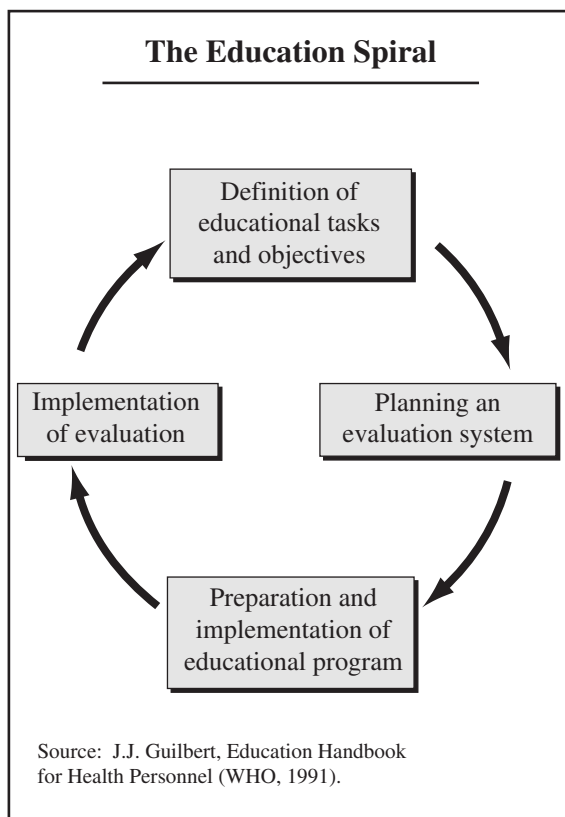 The Education Spiral
Definition of
educational tasks
and objectives
Planning an
evaluation system
Preparation and
implementation of
educational program
Implementation
of evaluation
Source: J.J. Guilbert, Education Handbook
for Health Personnel (WHO, 1991).